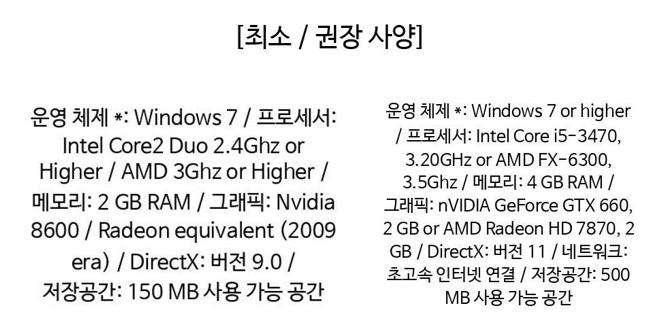 [최소 / 권장 사양]
운영 체제 *: Windows 7 / 프로세서:
Intel Core2 Duo 2.4Ghz or
Higher / AMD 3Ghz or Higher /
메모리: 2 GB RAM / 그래픽: Nvidia
8600 / Radeon equivalent (2009
era) / DirectX: 버전 9.0 /
저장공간: 150 MB 사용 가능 공간
운영 체제 *: Windows 7 or higher
/ 프로세서: Intel Core i5-3470,
3.20GHz or AMD FX-6300,
3.5Ghz / 메모리: 4 GB RAM /
그래픽: nVIDIA GeForce GTX 660,
2 GB or AMD Radeon HD 7870, 2
GB / DirectX: 버전 11 / 네트워크:
초고속 인터넷 연결 / 저장공간: 500
MB 사용 가능 공간